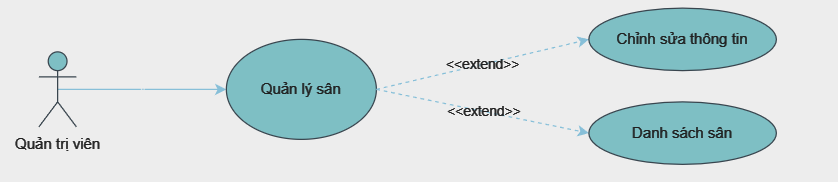 Quản trị viên
Quản lý sân
<<extend>>
Chỉnh sửa thông tin
<<extend>>
Danh sách sân